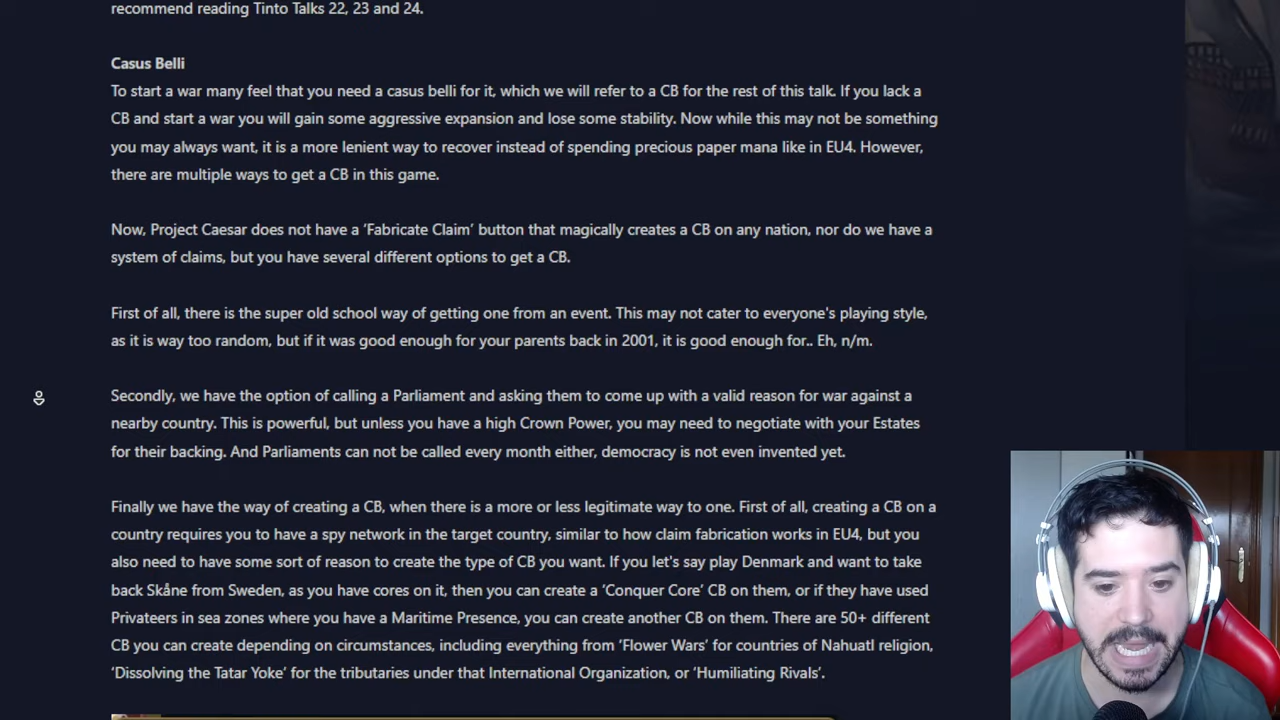 recommend reading Tinto Talks 22, 23 and 24.
Casus Belli
To start a war many feel that you need a casus belli for it, which we will refer to a CB for the rest of this talk. If you lack a
CB and start a war you will gain some aggressive expansion and lose some stability. Now while this may not be something
you may always want, it is a more lenient way to recover instead of spending precious paper mana like in EU4. However,
there are multiple ways to get a CB in this game.
Now, Project Caesar does not have a ‘Fabricate Claim’ button that magically creates a CB on any nation, nor do we have a
system of claims, but you have several different options to get a CB.
First of all, there is the super old school way of getting one from an event. This may not cater to everyone's playing style,
as it is way too random, but if it was good enough for your parents back in 2001, it is good enough for.. Eh, n/m.
Secondly, we have the option of calling a Parliament and asking them to come up with a valid reason for war against a
nearby country. This is powerful, but unless you have a high Crown Power, you may need to negotiate with your Estates
for their backing. And Parliaments can not be called every month either, democracy is not even invented yet.
Finally we have the way of creating a CB, when there is a more or less legitimate way to one. First of all, creating a CB on a
country requires you to have a spy network in the target country, similar to how claim fabrication works in EU4, but you
also need to have some sort of reason to create the type of CB you want. If you let's say play Denmark and want to take
back Skåne from Sweden, as you have cores on it, then you can create a ‘Conquer Core’ CB on them, or if they have used
Privateers in sea zones where you have a Maritime Presence, you can create another CB on them. There are 50+ different
CB you can create depending on circumstances, including everything from ‘Flower Wars’ for countries of Nahuatl religion,
‘Dissolving the Tatar Yoke’ for the tributaries under that International Organization, or ‘Humiliating Rivals’.